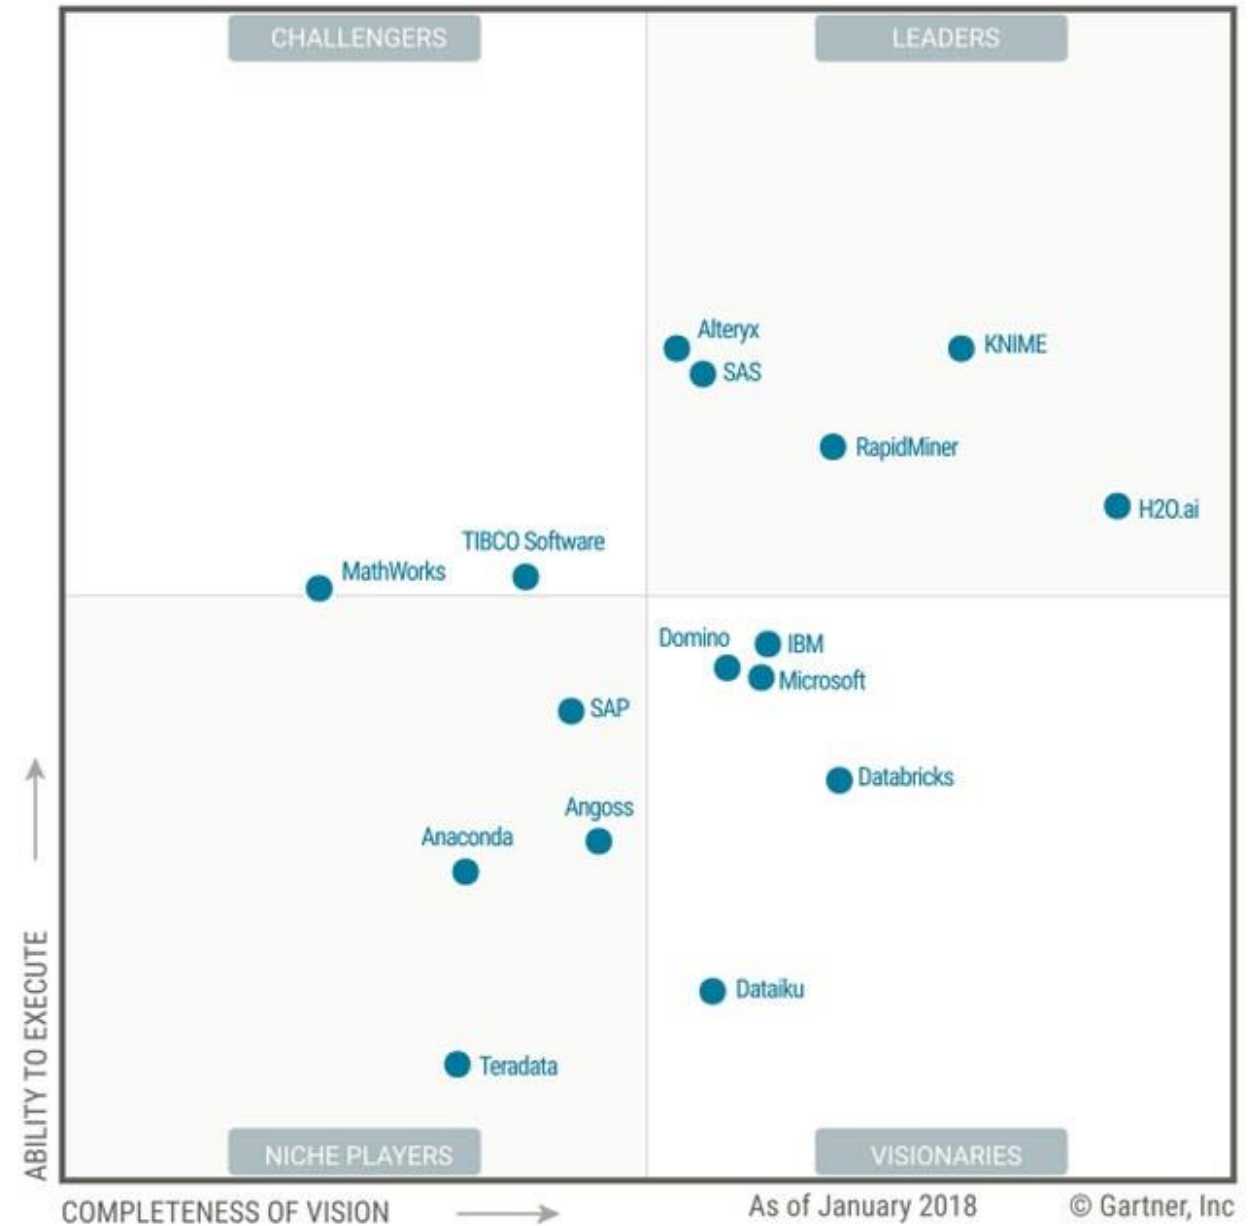 CHALLENGERS
LEADERS
Alteryx
KNIME
SAS
RapidMiner
H2O.ai
TIBCO Software
MathWorks
Domino
IBM
Microsoft
SAP
Databricks
Angoss
Anaconda
Dataiku
Teradata
ABILITY TO EXECUTE
NICHE PLAYERS
VISIONARIES
COMPLETENESS OF VISION
As of January 2018
© Gartner, Inc